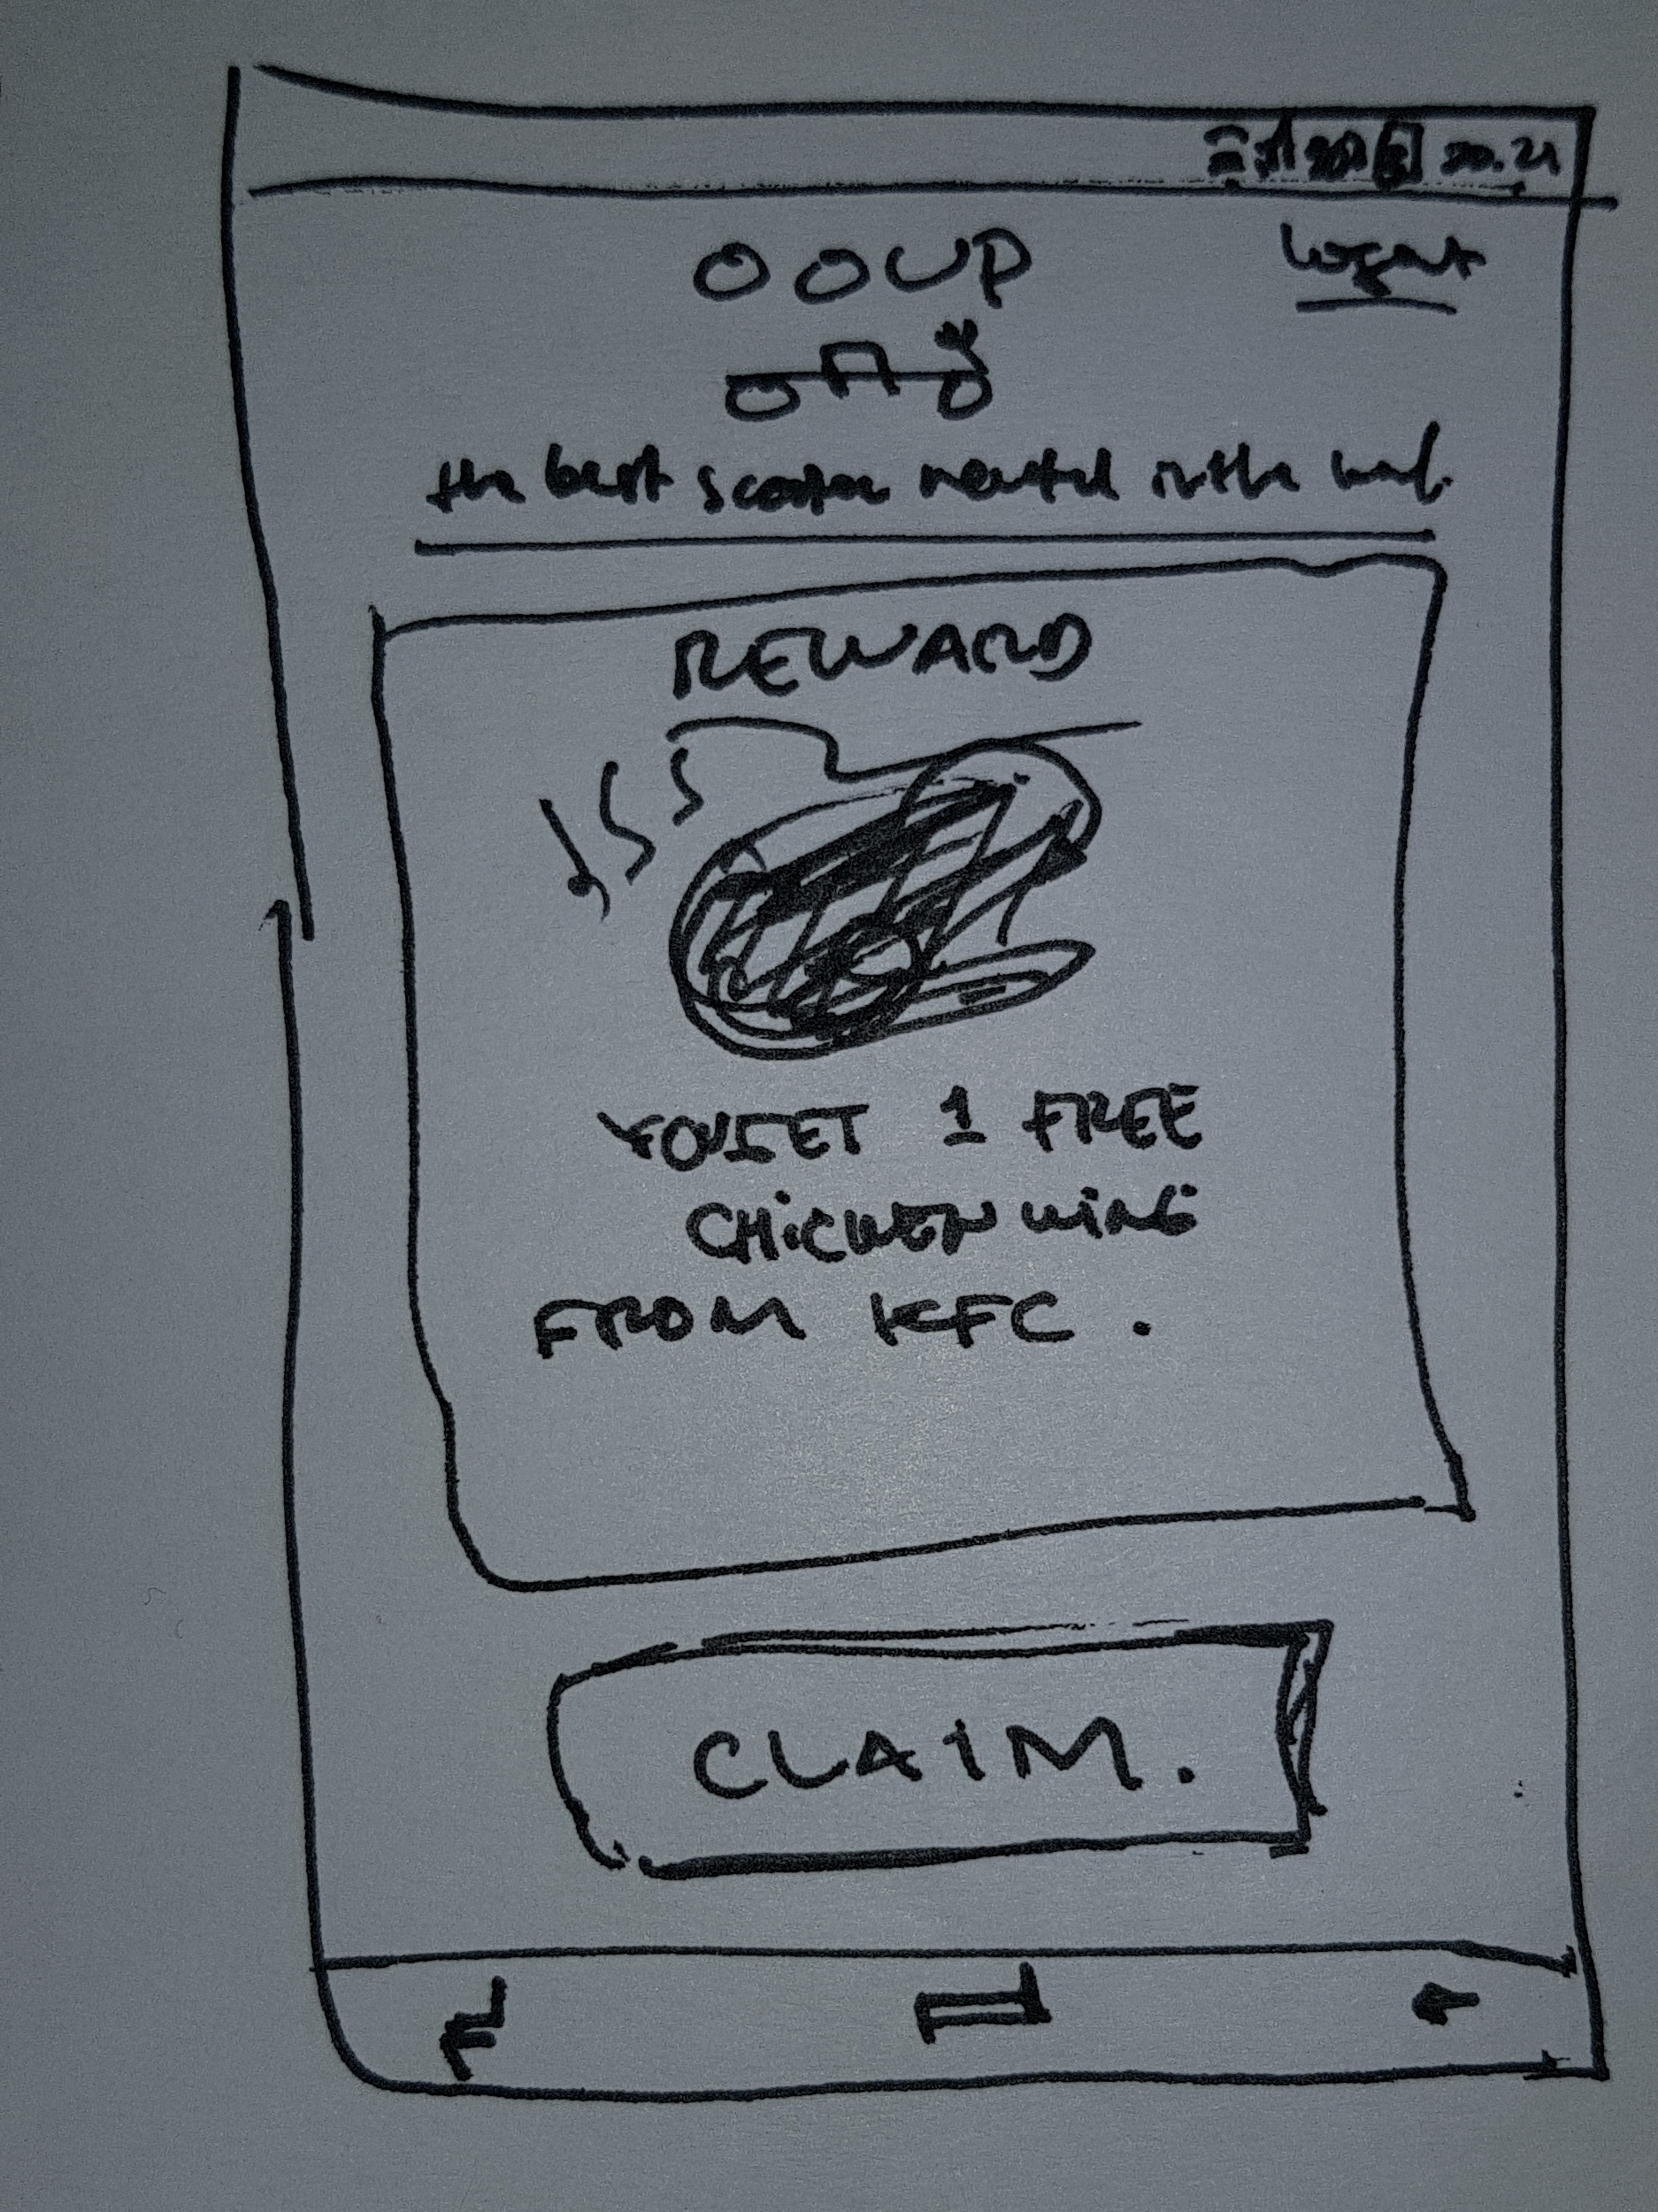 20.21
OOUP
logout
the best scooter rental in the
REWARD
YOU GET 1 FREE
CHiCKEN WiNG
FROM KFC.
CLAiM.